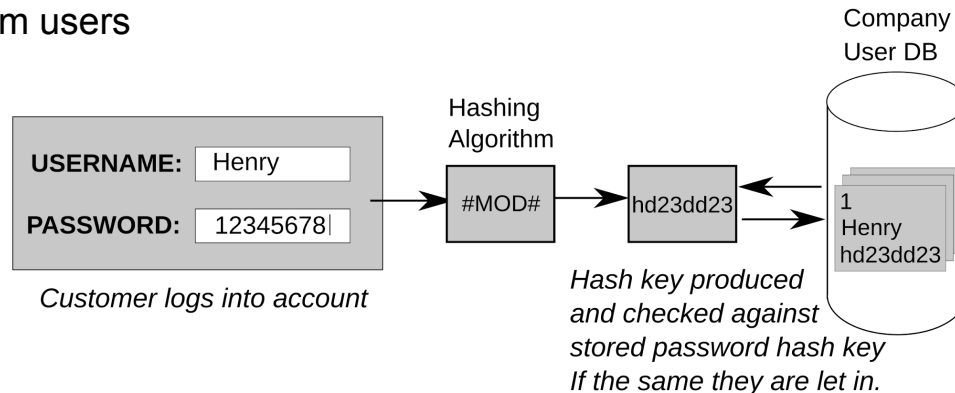 m users
Company
User DB
Hashing
Algorithm
USERNAME: Henry
PASSWORD: 12345678
#MOD#
hd23dd23
1
Henry
hd23dd23
Customer logs into account
Hash key produced
and checked against
stored password hash key
If the same they are let in.